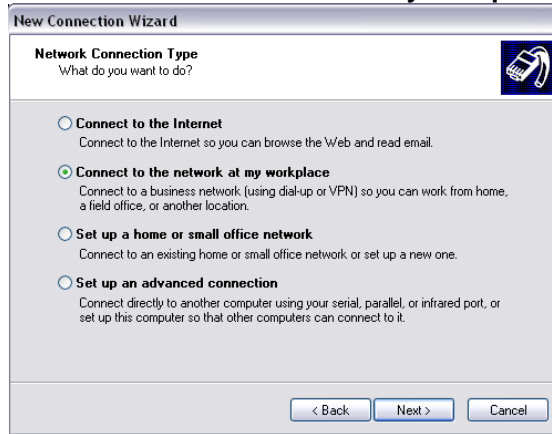 New Connection Wizard
Network Connection Type
What do you want to do?
Connect to the Internet
Connect to the Internet so you can browse the Web and read email.
Connect to the network at my workplace
Connect to a business network (using dial-up or VPN) so you can work from home,
a field office, or another location.
Set up a home or small office network
Connect to an existing home or small office network or set up a new one.
Set up an advanced connection
Connect directly to another computer using your serial, parallel, or infrared port, or
set up this computer so that other computers can connect to it.
< Back
Next >
Cancel